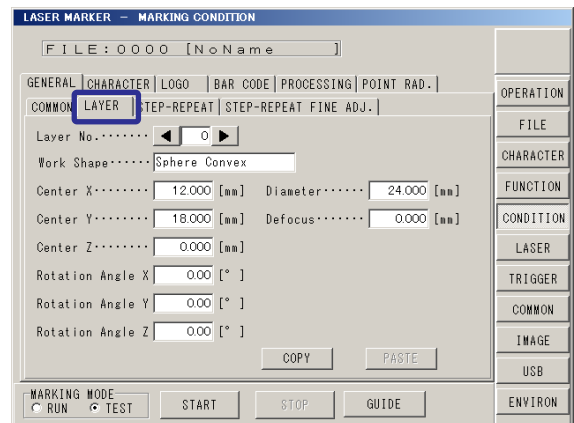 LASER MARKER － MARKING CONDITION
FILE:0000 [NoName ]
GENERAL CHARACTER LOGO BAR CODE PROCESSING POINT RAD.
COMMON LAYER STEP-REPEAT STEP-REPEAT FINE ADJ.
Layer No.······· ◀ 0 ▶
Work Shape······ Sphere Convex
Center X········ 12.000 [mm] Diameter······ 24.000 [mm]
Center Y········ 18.000 [mm] Defocus······· 0.000 [mm]
Center Z········ 0.000 [mm]
Rotation Angle X 0.00 [° ]
Rotation Angle Y 0.00 [° ]
Rotation Angle Z 0.00 [° ]
COPY PASTE
MARKING MODE
RUN TEST START STOP GUIDE
OPERATION
FILE
CHARACTER
FUNCTION
CONDITION
LASER
TRIGGER
COMMON
IMAGE
USB
ENVIRON